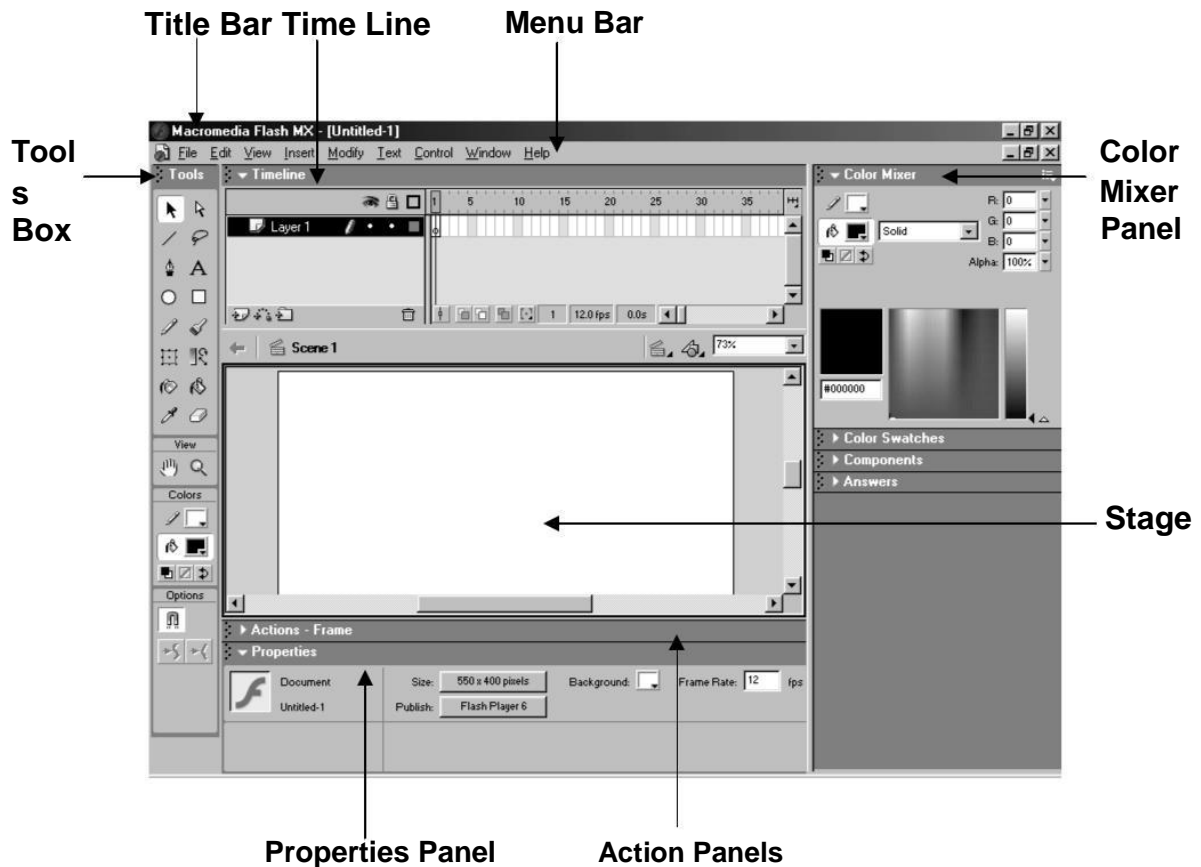 Title Bar Time Line Menu Bar
Macromedia Flash MX - [Untitled-1]
File Edit View Insert Modify Text Control Window Help
Tool
s
Box
Color
Mixer
Panel
Tools
Timeline
Color Mixer
1 5 10 15 20 25 30 35
Layer 1
R: 0
G: 0
B: 0
Solid
Alpha: 100%
A
1 12.0 fps 0.0s
Scene 1
73%
#000000
Color Swatches
Components
Answers
View
Colors
Options
Stage
Actions - Frame
Properties
Document Size: 550 x 400 pixels Background: Frame Rate: 12 fps
Untitled-1 Publish: Flash Player 6
Properties Panel Action Panels